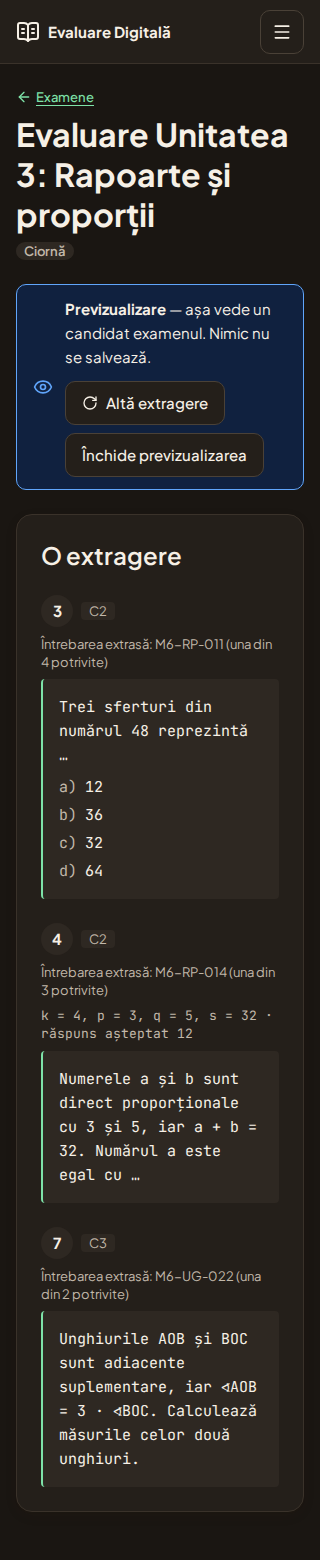 Evaluare Digitală
← Examene
Evaluare Unitatea
3: Rapoarte și
proporții
Ciornă
Previzualizare — așa vede un
candidat examenul. Nimic nu
se salvează.
Altă extragere
Închide previzualizarea
O extragere
3 C2
Întrebarea extrasă: M6-RP-011 (una din
4 potrivite)
Trei sferturi din
numărul 48 reprezintă
…
a) 12
b) 36
c) 32
d) 64
4 C2
Întrebarea extrasă: M6-RP-014 (una din
3 potrivite)
k = 4, p = 3, q = 5, s = 32 ·
răspuns așteptat 12
Numerele a și b sunt
direct proporționale
cu 3 și 5, iar a + b =
32. Numărul a este
egal cu …
7 C3
Întrebarea extrasă: M6-UG-022 (una
din 2 potrivite)
Unghiurile AOB și BOC
sunt adiacente
suplementare, iar ∢AOB
= 3 · ∢BOC. Calculează
măsurile celor două
unghiuri.